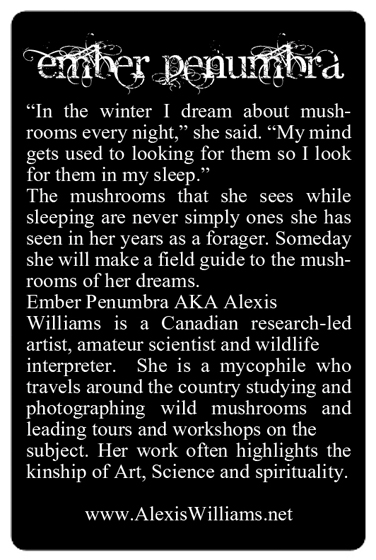 ember penumbra
“In the winter I dream about mush-
rooms every night,” she said. “My mind
gets used to looking for them so I look
for them in my sleep.”
The mushrooms that she sees while
sleeping are never simply ones she has
seen in her years as a forager. Someday
she will make a field guide to the mush-
rooms of her dreams.
Ember Penumbra AKA Alexis
Williams is a Canadian research-led
artist, amateur scientist and wildlife
interpreter. She is a mycophile who
travels around the country studying and
photographing wild mushrooms and
leading tours and workshops on the
subject. Her work often highlights the
kinship of Art, Science and spirituality.
www.AlexisWilliams.net